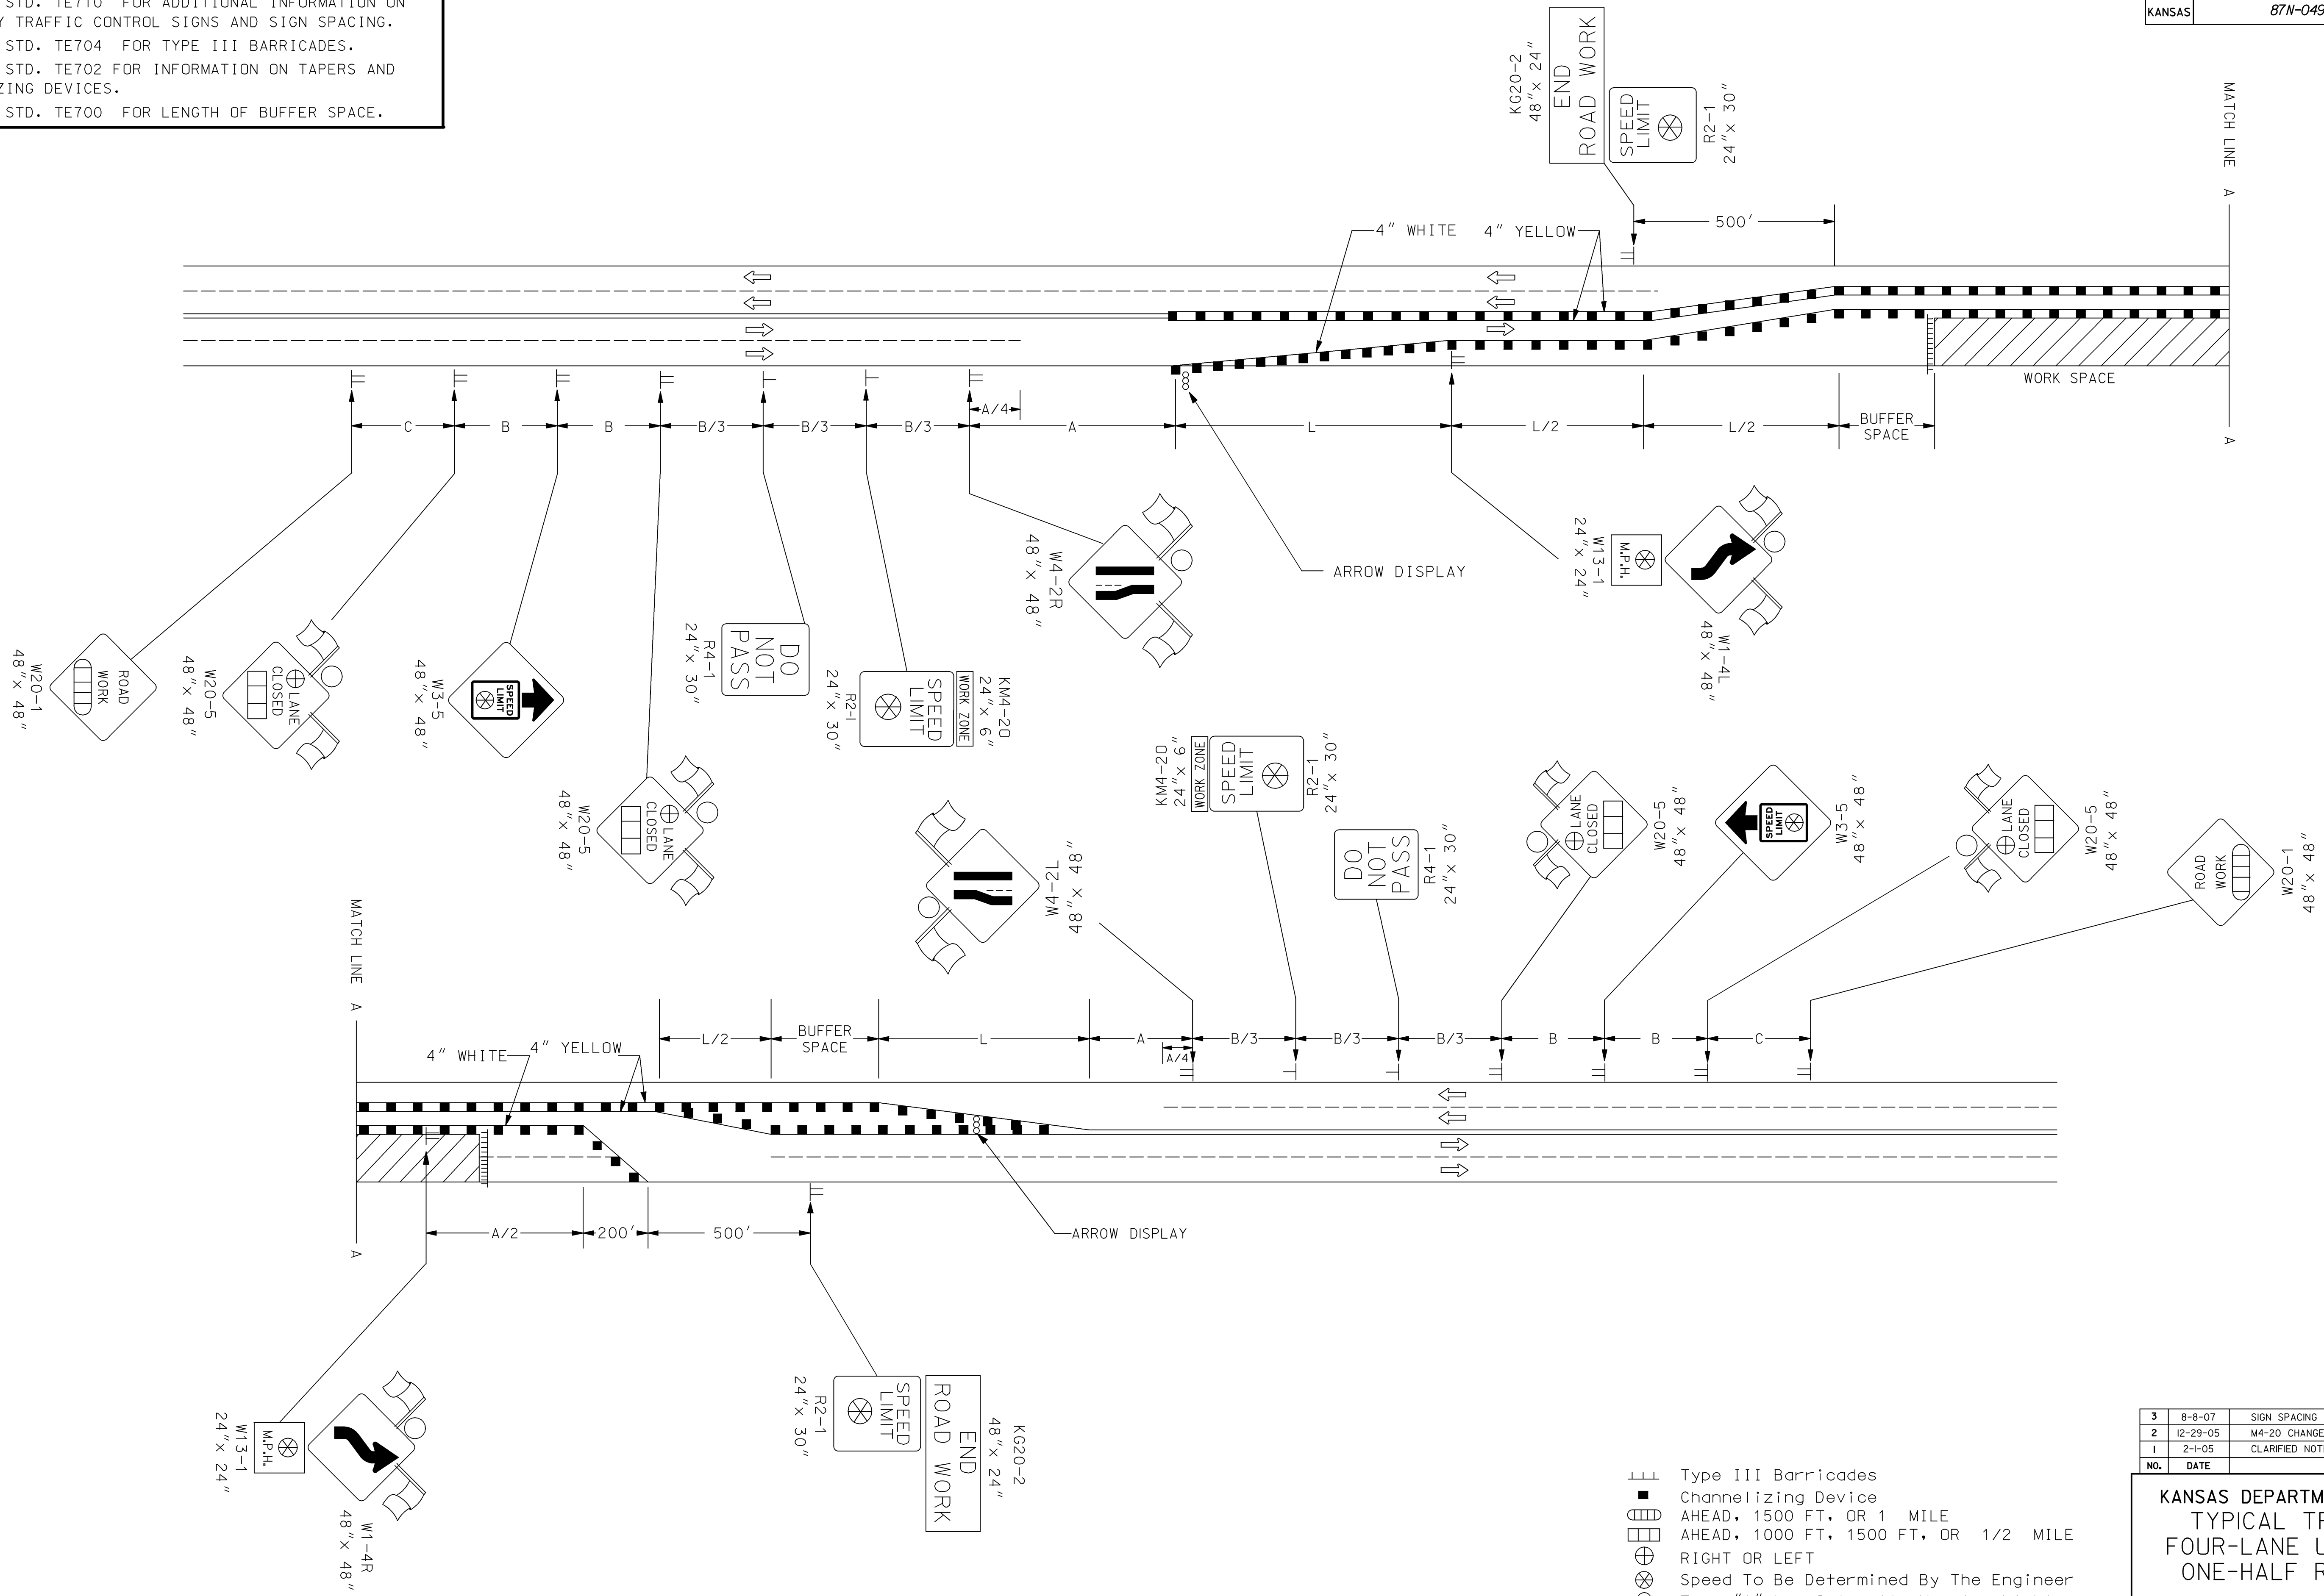 STD. TE710 FOR ADDITIONAL INFORMATION ON
Y TRAFFIC CONTROL SIGNS AND SIGN SPACING.
STD. TE704 FOR TYPE III BARRICADES.
STD. TE702 FOR INFORMATION ON TAPERS AND
ZING DEVICES.
STD. TE700 FOR LENGTH OF BUFFER SPACE.
KANSAS
87N-049
KG20-2
48"x 24"
END
ROAD WORK
SPEED
LIMIT
R2-1
24"x 30"
MATCH LINE A
500'
4" WHITE
4" YELLOW
WORK SPACE
A/4
C
B
B
B/3
B/3
B/3
A
L
L/2
L/2
BUFFER
SPACE
A
ROAD
WORK
W20-1
48"x 48"
LANE
CLOSED
W20-5
48"x 48"
SPEED
LIMIT
W3-5
48"x 48"
LANE
CLOSED
W20-5
48"x 48"
DO
NOT
PASS
R4-1
24"x 30"
KM4-20
24"x 6"
WORK ZONE
SPEED
LIMIT
R2-1
24"x 30"
W4-2R
48"x 48"
ARROW DISPLAY
M.P.H.
W13-1
24"x 24"
W1-4L
48"x 48"
W4-2L
48"x 48"
KM4-20
24"x 6"
WORK ZONE
SPEED
LIMIT
R2-1
24"x 30"
DO
NOT
PASS
R4-1
24"x 30"
LANE
CLOSED
W20-5
48"x 48"
SPEED
LIMIT
W3-5
48"x 48"
LANE
CLOSED
W20-5
48"x 48"
ROAD
WORK
W20-1
48"x 48"
MATCH LINE A
L/2
BUFFER
SPACE
L
A
B/3
B/3
B/3
B
B
C
A/4
4" WHITE
4" YELLOW
A
A/2
200'
500'
ARROW DISPLAY
M.P.H.
W13-1
24"x 24"
W1-4R
48"x 48"
SPEED
LIMIT
R2-1
24"x 30"
KG20-2
48"x 24"
END
ROAD WORK
Type III Barricades
Channelizing Device
AHEAD, 1500 FT, OR 1 MILE
AHEAD, 1000 FT, 1500 FT, OR 1/2 MILE
RIGHT OR LEFT
Speed To Be Determined By The Engineer
3 8-8-07 SIGN SPACING
2 12-29-05 M4-20 CHANGE
1 2-1-05 CLARIFIED NOT
NO. DATE
KANSAS DEPARTM
TYPICAL TR
FOUR-LANE U
ONE-HALF R